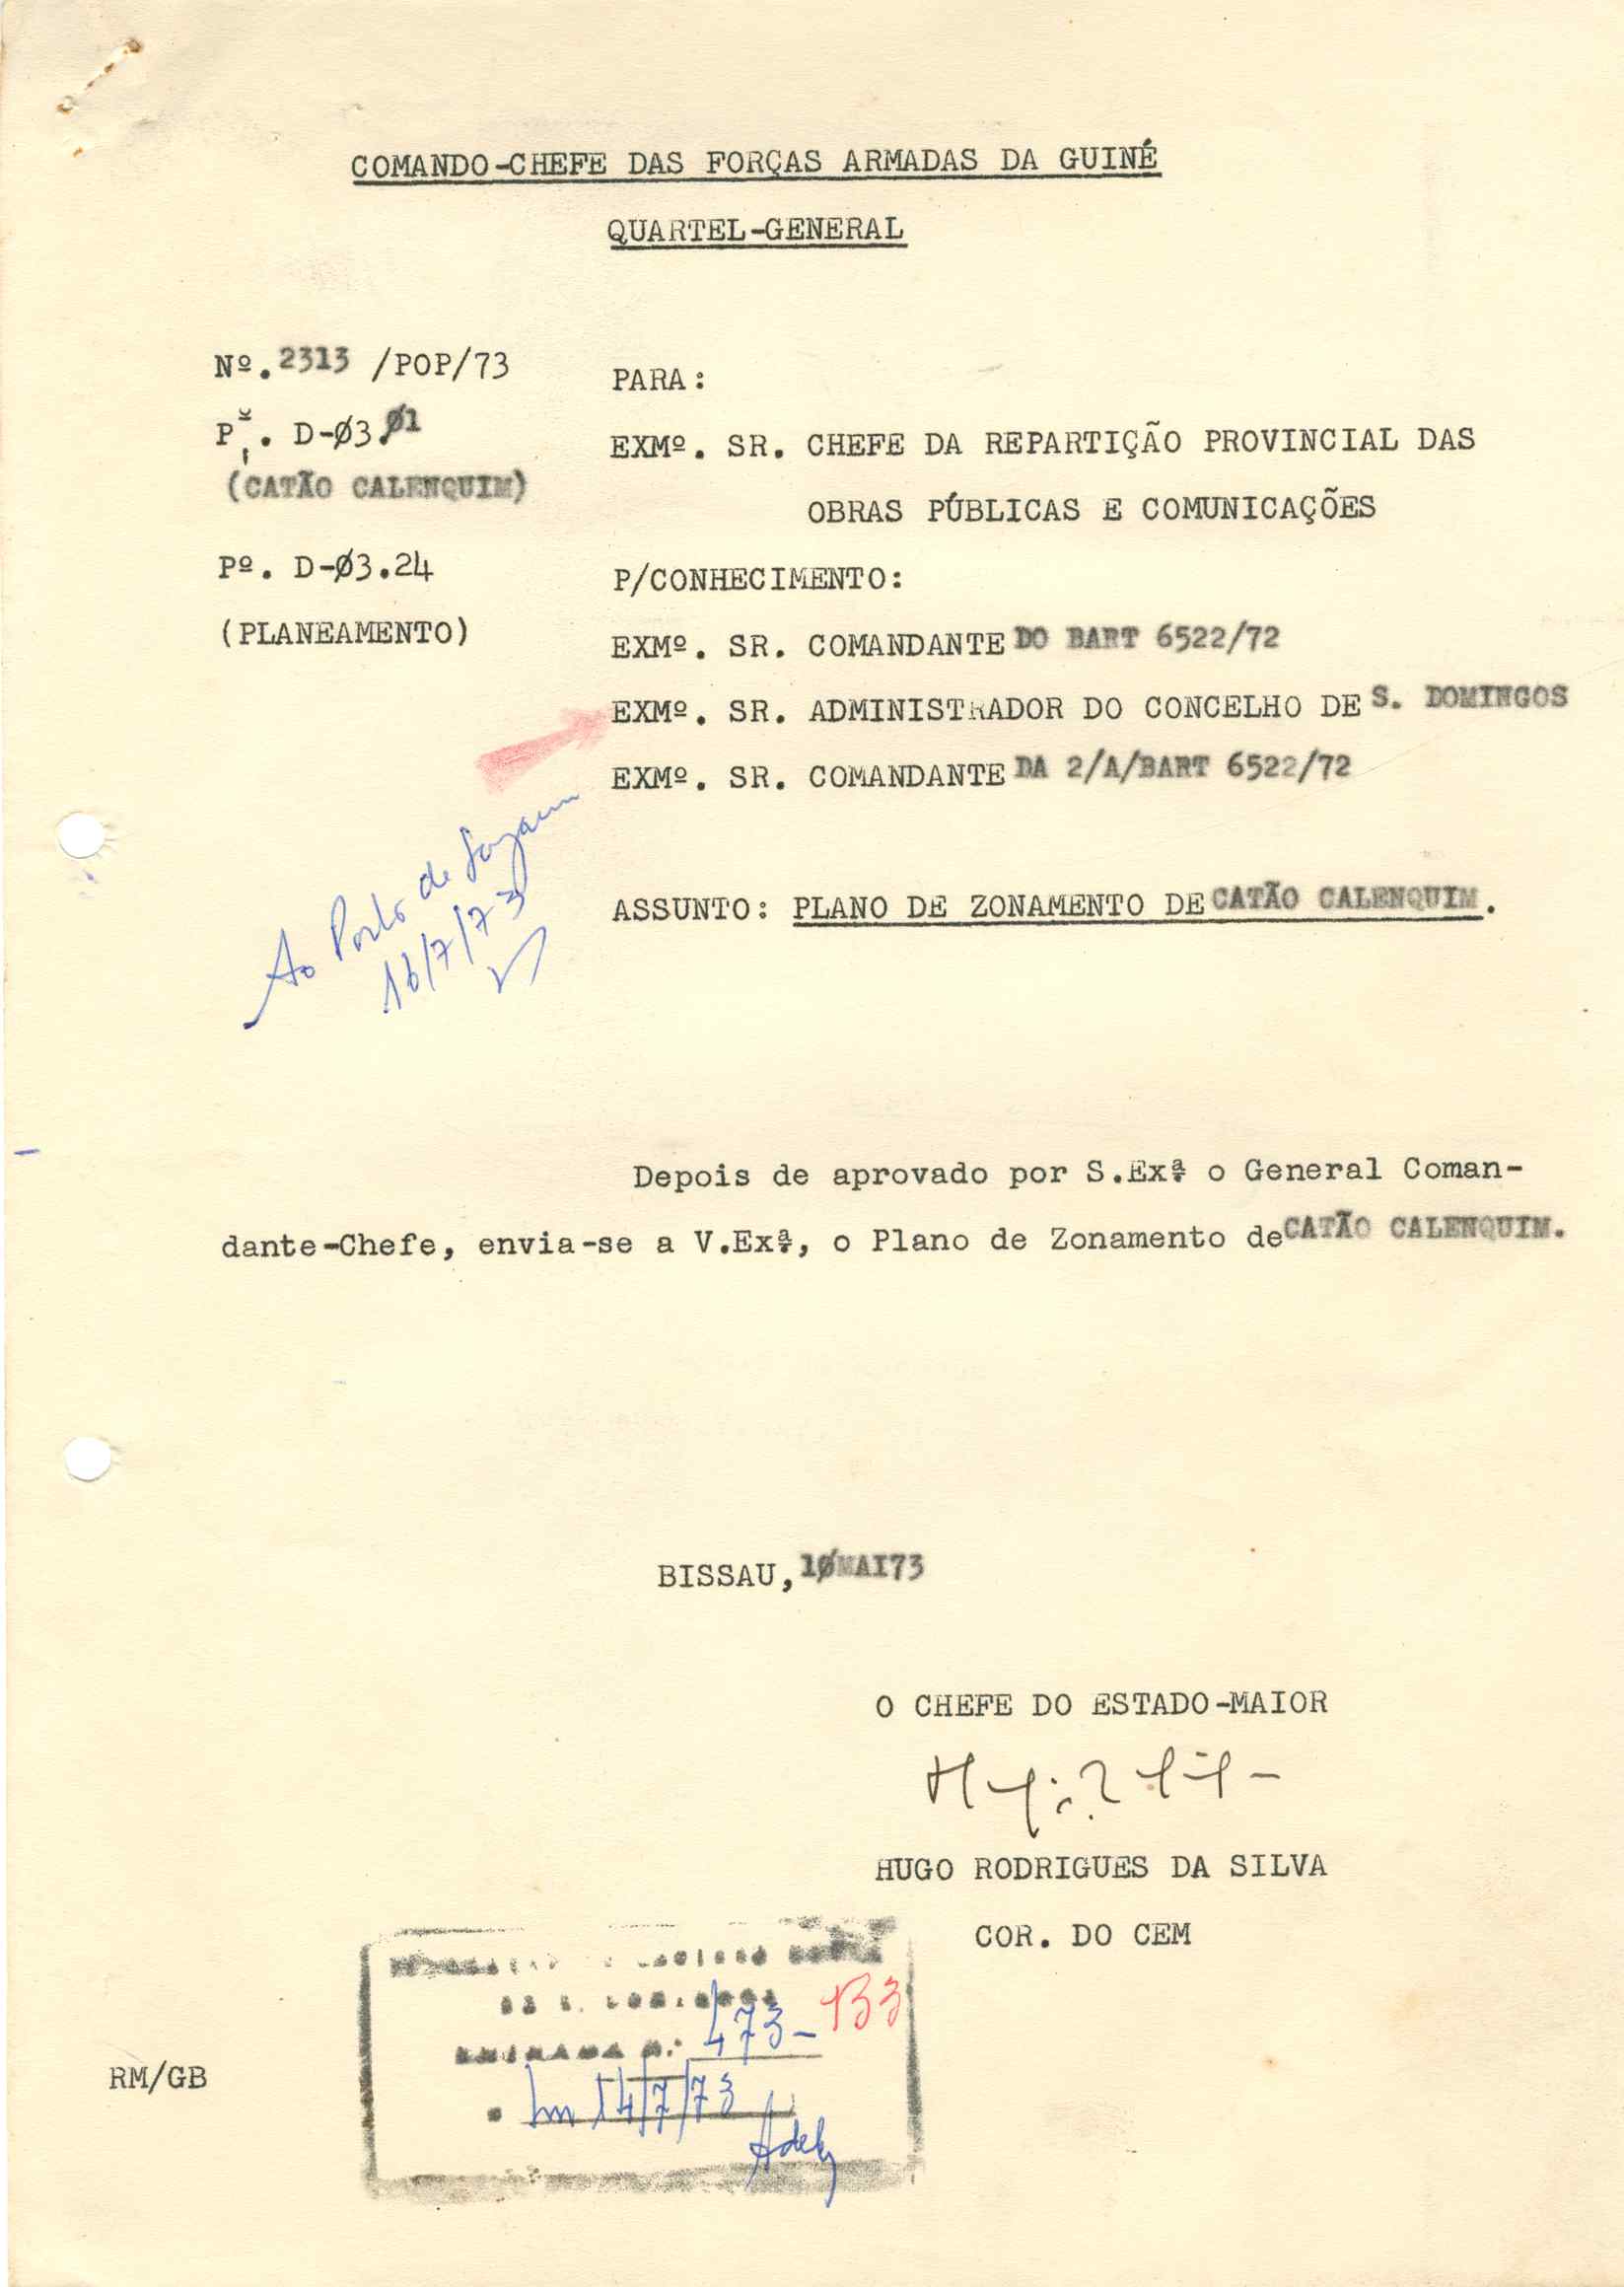 COMANDO-CHEFE DAS FORÇAS ARMADAS DA GUINÉ
QUARTEL-GENERAL
Nº. 2313 /POP/73
Pº. D-Ø3.Ø1
(CATÃO CALENQUIM)
Pº. D-Ø3.24
(PLANEAMENTO)
PARA:
EXMº. SR. CHEFE DA REPARTIÇÃO PROVINCIAL DAS
OBRAS PÚBLICAS E COMUNICAÇÕES
P/CONHECIMENTO:
EXMº. SR. COMANDANTE DO BART 6522/72
EXMº. SR. ADMINISTRADOR DO CONCELHO DE S. DOMINGOS
EXMº. SR. COMANDANTE DA 2/A/BART 6522/72
Ao Posto de
16/7/73
ASSUNTO: PLANO DE ZONAMENTO DE CATÃO CALENQUIM.
Depois de aprovado por S.Exª o General Coman-
dante-Chefe, envia-se a V.Exª, o Plano de Zonamento de CATÃO CALENQUIM.
BISSAU, 1ØMAI73
O CHEFE DO ESTADO-MAIOR
HUGO RODRIGUES DA SILVA
COR. DO CEM
473-
Em 14/7/73
RM/GB